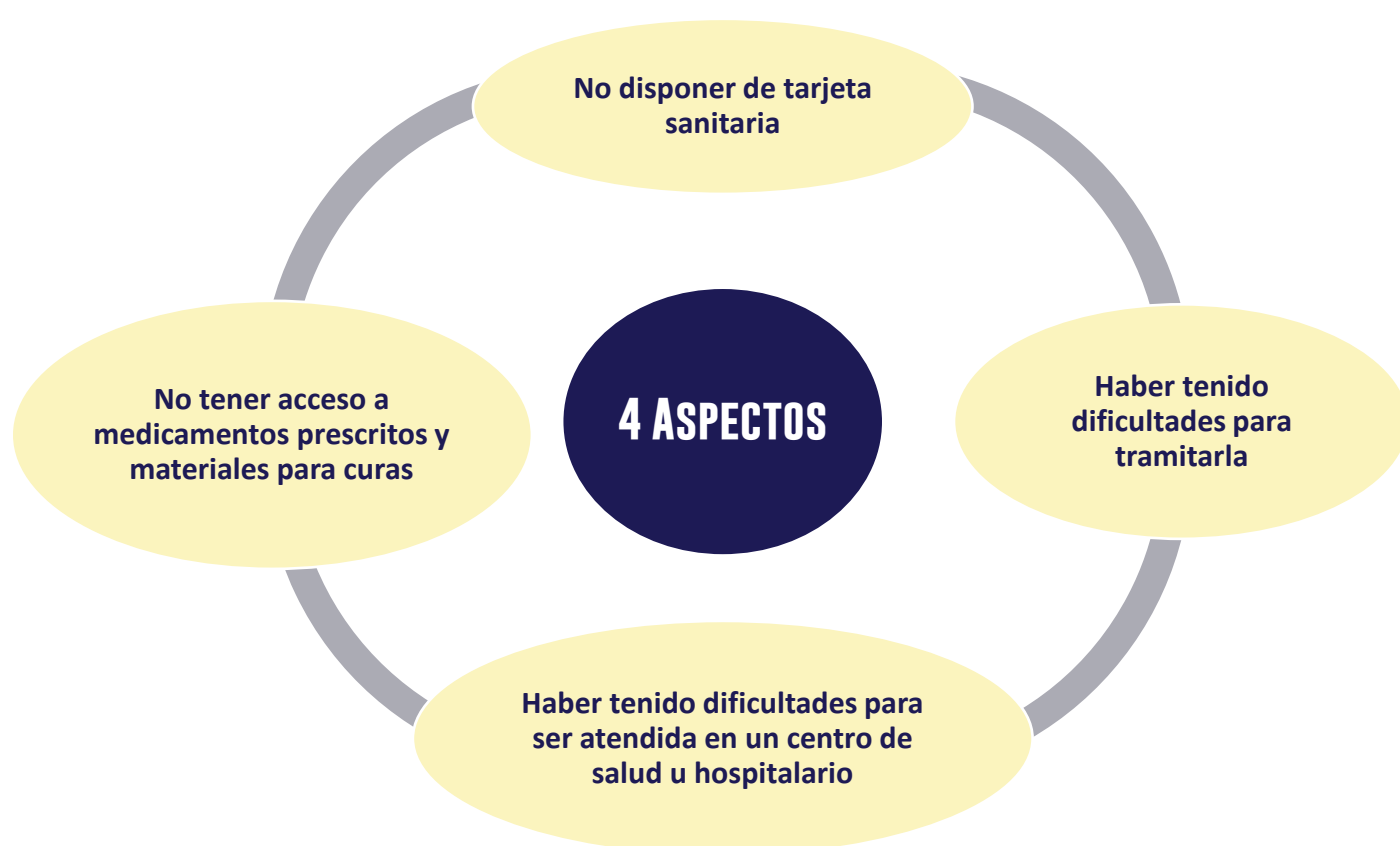 No disponer de tarjeta
sanitaria
Haber tenido
dificultades para
tramitarla
Haber tenido dificultades para
ser atendida en un centro de
salud u hospitalario
No tener acceso a
medicamentos prescritos y
materiales para curas
4 Aspectos